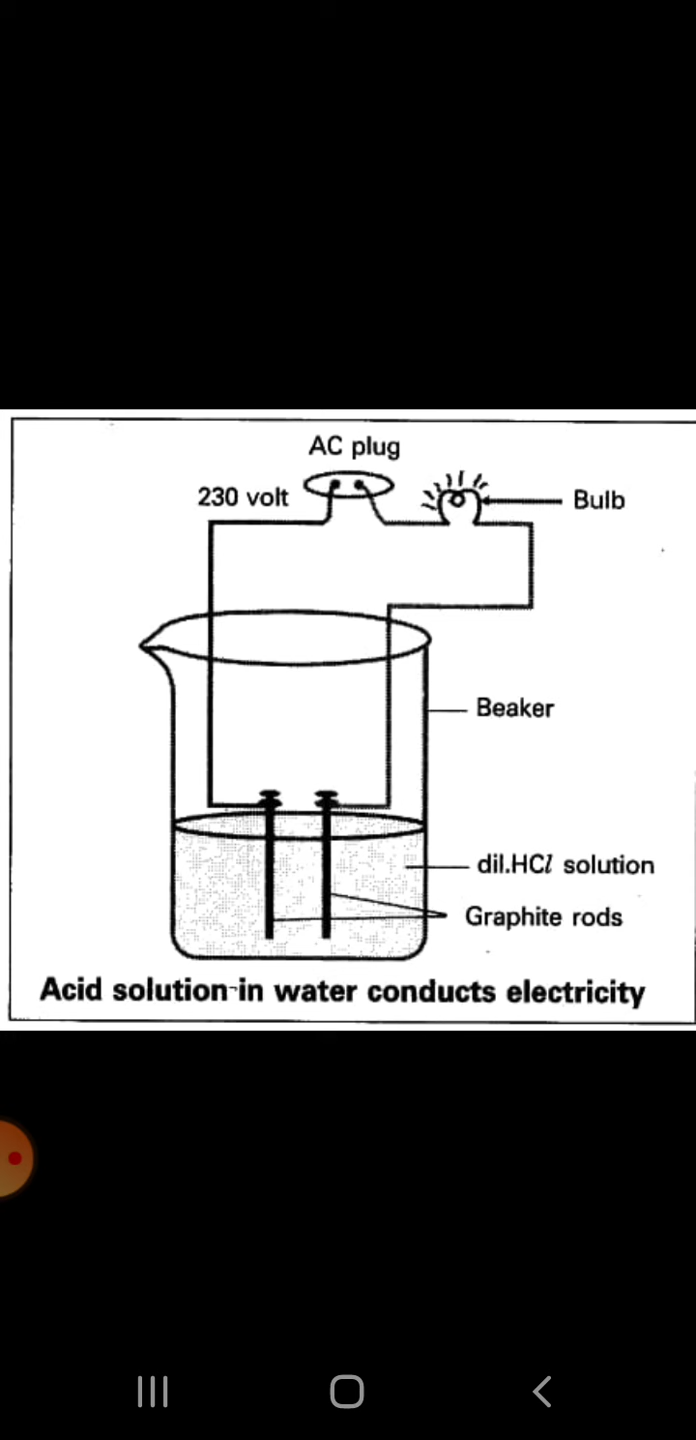 AC plug
230 volt
Bulb
Beaker
dil.HCl solution
Graphite rods
Acid solution in water conducts electricity